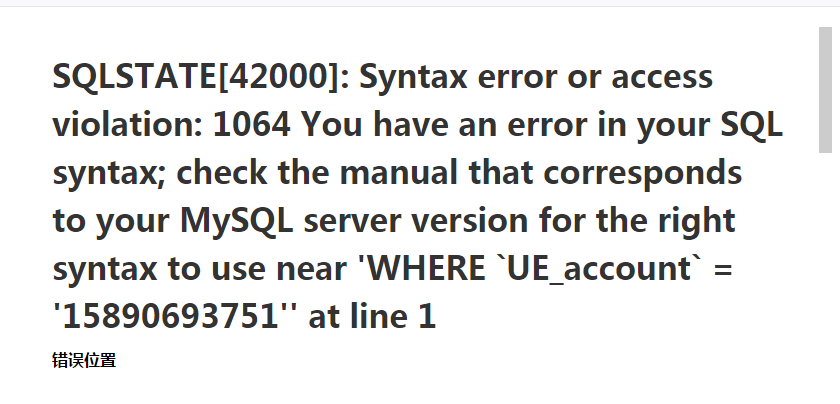 SQLSTATE[42000]: Syntax error or access
violation: 1064 You have an error in your SQL
syntax; check the manual that corresponds
to your MySQL server version for the right
syntax to use near 'WHERE `UE_account` =
'15890693751'' at line 1
错误位置